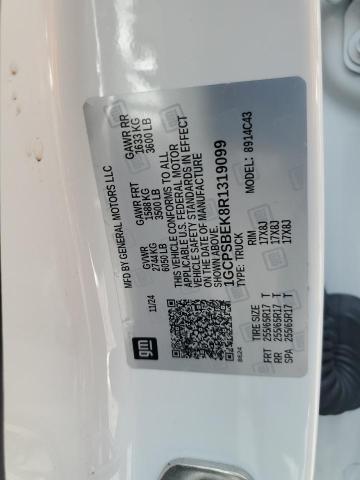 MFD BY GENERAL MOTORS LLC
11/24
GVWR
2744 KG
6050 LB
GAWR FRT
1588 KG
3500 LB
GAWR RR
1633 KG
3600 LB
THIS VEHICLE CONFORMS TO ALL
APPLICABLE U.S. FEDERAL MOTOR
VEHICLE SAFETY STANDARDS IN EFFECT
ON THE DATE OF MANUFACTURE
SHOWN ABOVE.
1GCPSBEK8R1319099
TYPE: TRUCK
MODEL: 8914C43
gm
8624
TIRE SIZE RIM
FRT 255/65R17 T 17X8J
RR 255/65R17 T 17X8J
SPA 255/65R17 T 17X8J